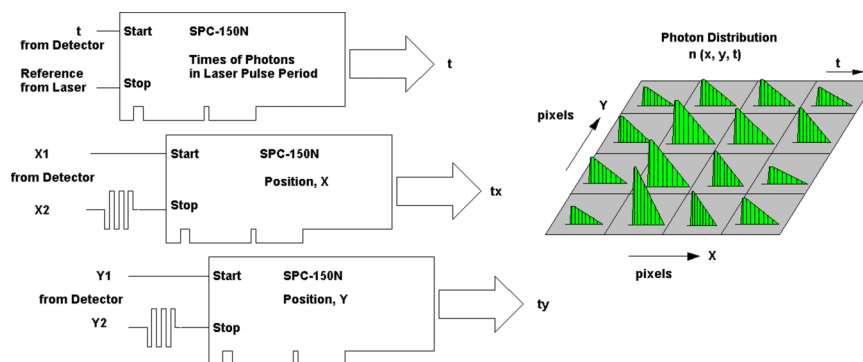 t
from Detector
Start
SPC-150N
Times of Photons
in Laser Pulse Period
Reference
from Laser
Stop
t
X1
Start
SPC-150N
from Detector
Position, X
X2
Stop
tx
Y1
Start
SPC-150N
from Detector
Position, Y
Y2
Stop
ty
Photon Distribution
n (x, y, t)
t
Y
pixels
X
pixels